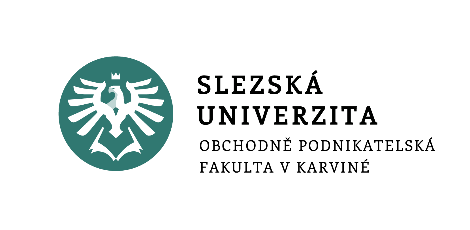 SLEZSKÁ
UNIVERZITA
OBCHODNĚ PODNIKATELSKÁ
FAKULTA V KARVINÉ